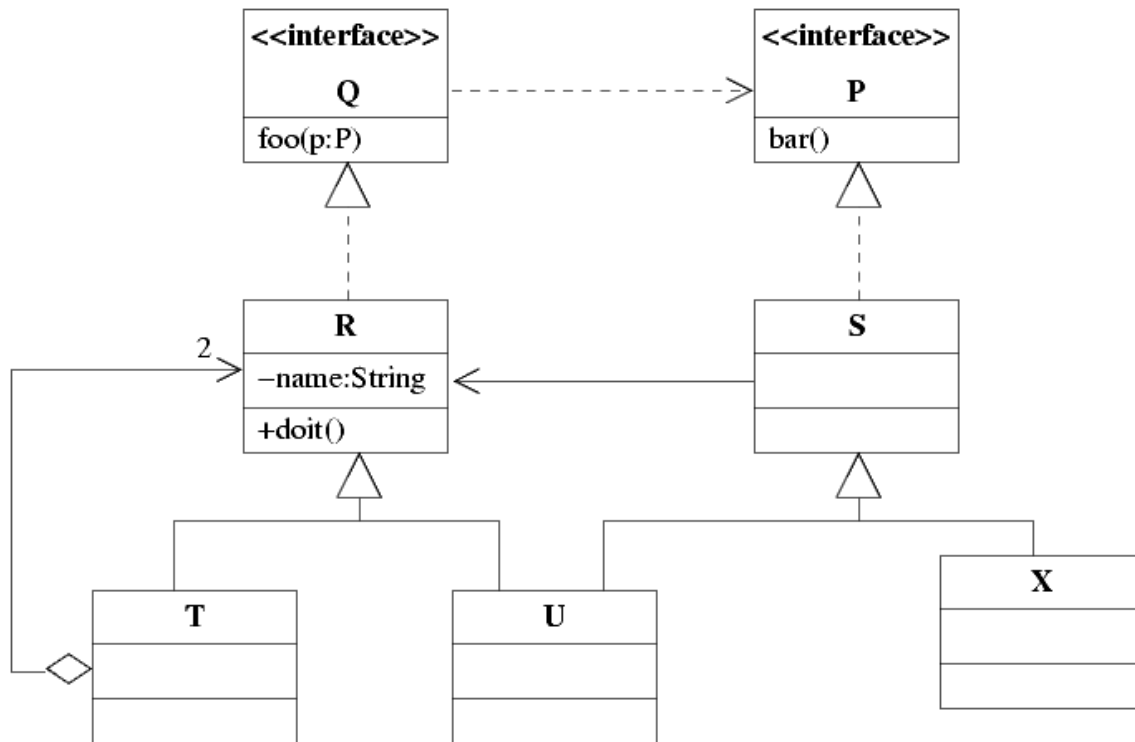 <<interface>>
Q
foo(p:P)
<<interface>>
P
bar()
2
R
–name:String
+doit()
S
T
U
X